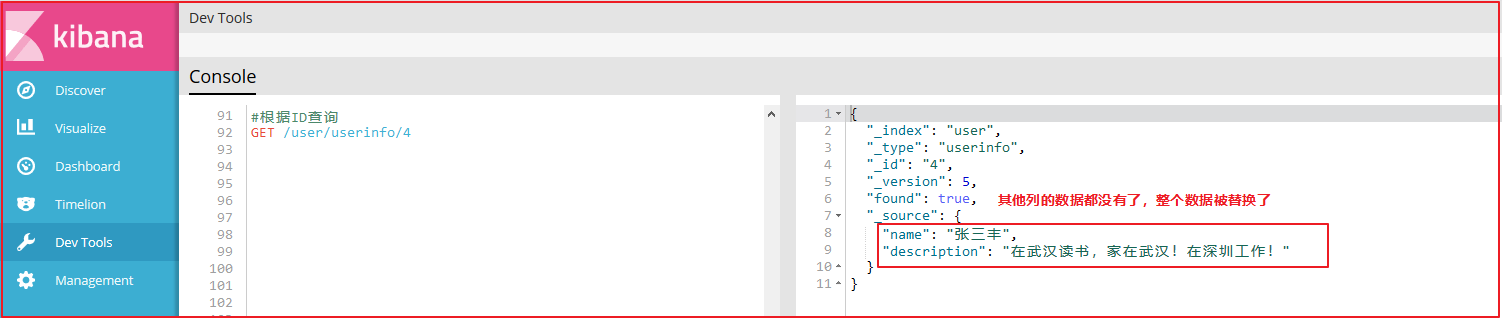 kibana
Discover
Visualize
Dashboard
Timelion
Dev Tools
Management
Dev Tools
Console
91 #根据ID查询
92 GET /user/userinfo/4
93
94
95
96
97
98
99
100
101
102
1 {
2 "_index": "user",
3 "_type": "userinfo",
4 "_id": "4",
5 "_version": 5,
6 "found": true, 其他列的数据都没有了，整个数据被替换了
7 "_source": {
8 "name": "张三丰",
9 "description": "在武汉读书，家在武汉！在深圳工作！"
10 }
11 }